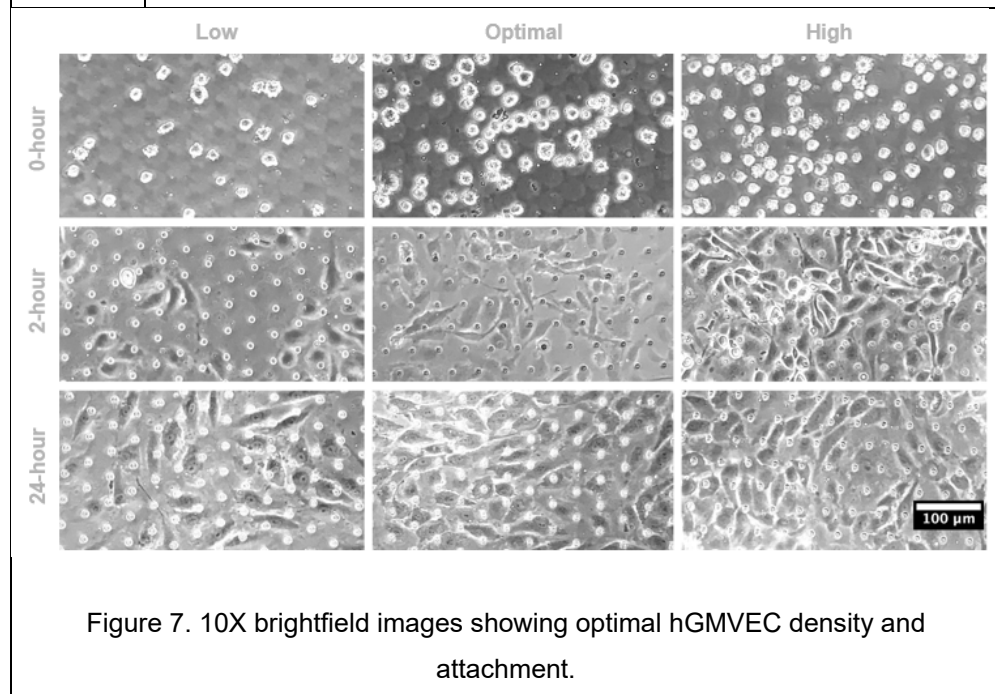 Low Optimal High
0-hour
2-hour
24-hour
100 μm
Figure 7. 10X brightfield images showing optimal hGMVEC density and
attachment.